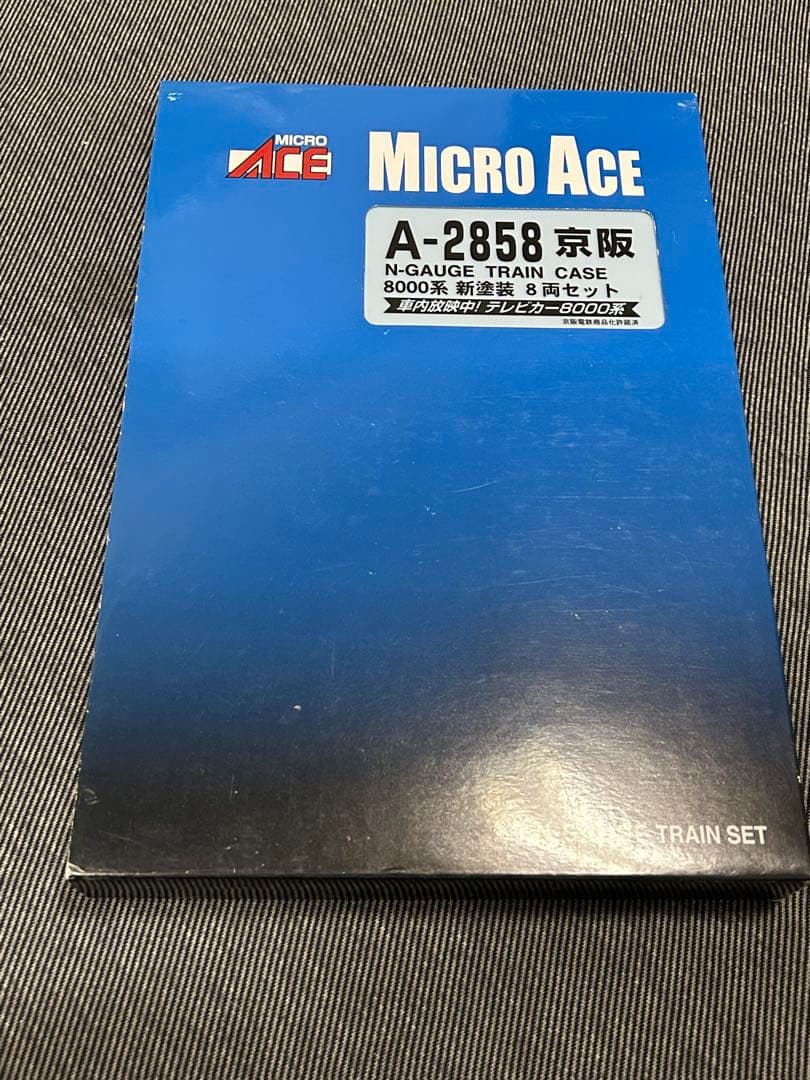 MICRO
ACE
MICRO ACE
A-2858 京阪
N-GAUGE TRAIN CASE
8000系 新塗装 8両セット
車内放映中! テレビカー8000系
京阪電鉄商品化許諾済
TRAIN SET